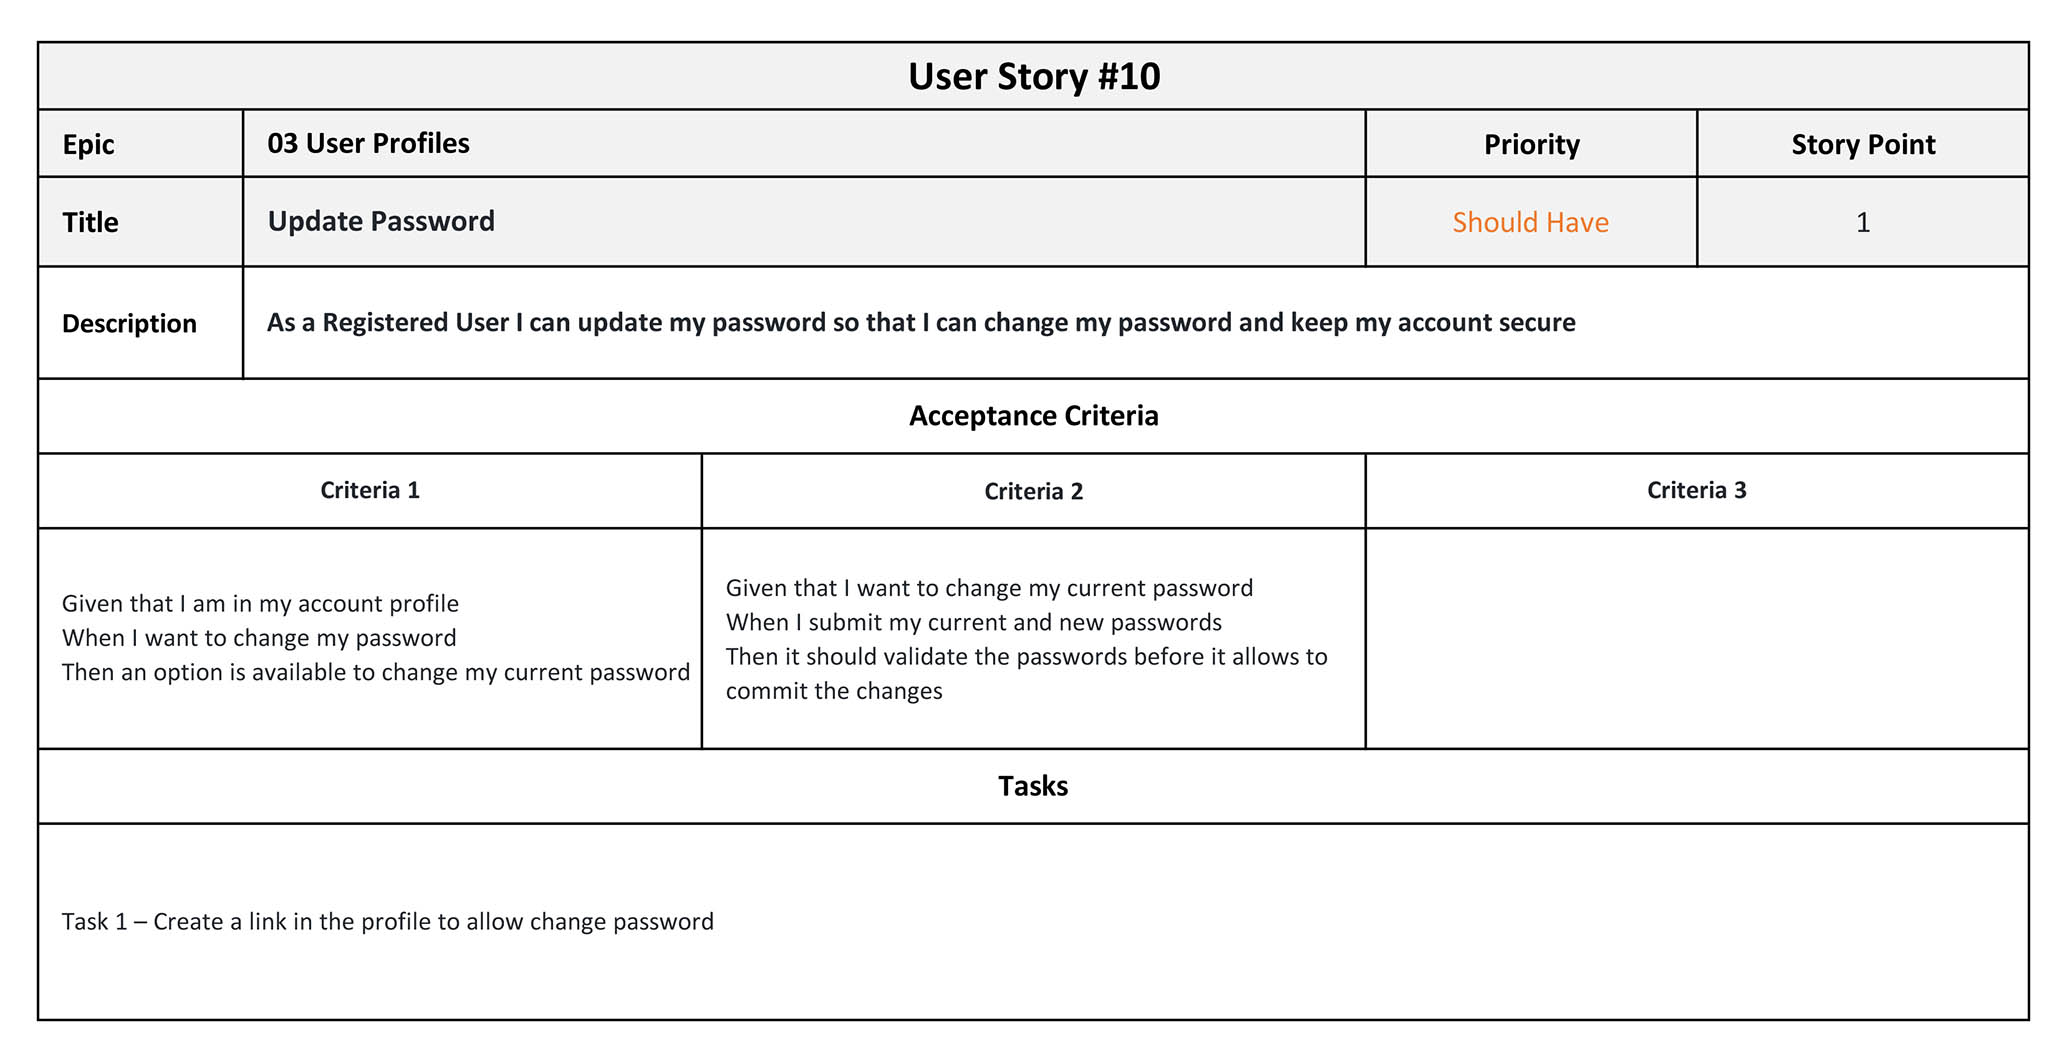 User Story #10
Epic
03 User Profiles
Priority
Story Point
Title
Update Password
Should Have
1
Description
As a Registered User I can update my password so that I can change my password and keep my account secure
Acceptance Criteria
Criteria 1
Criteria 2
Criteria 3
Given that I am in my account profile
When I want to change my password
Then an option is available to change my current password
Given that I want to change my current password
When I submit my current and new passwords
Then it should validate the passwords before it allows to
commit the changes
Tasks
Task 1 – Create a link in the profile to allow change password